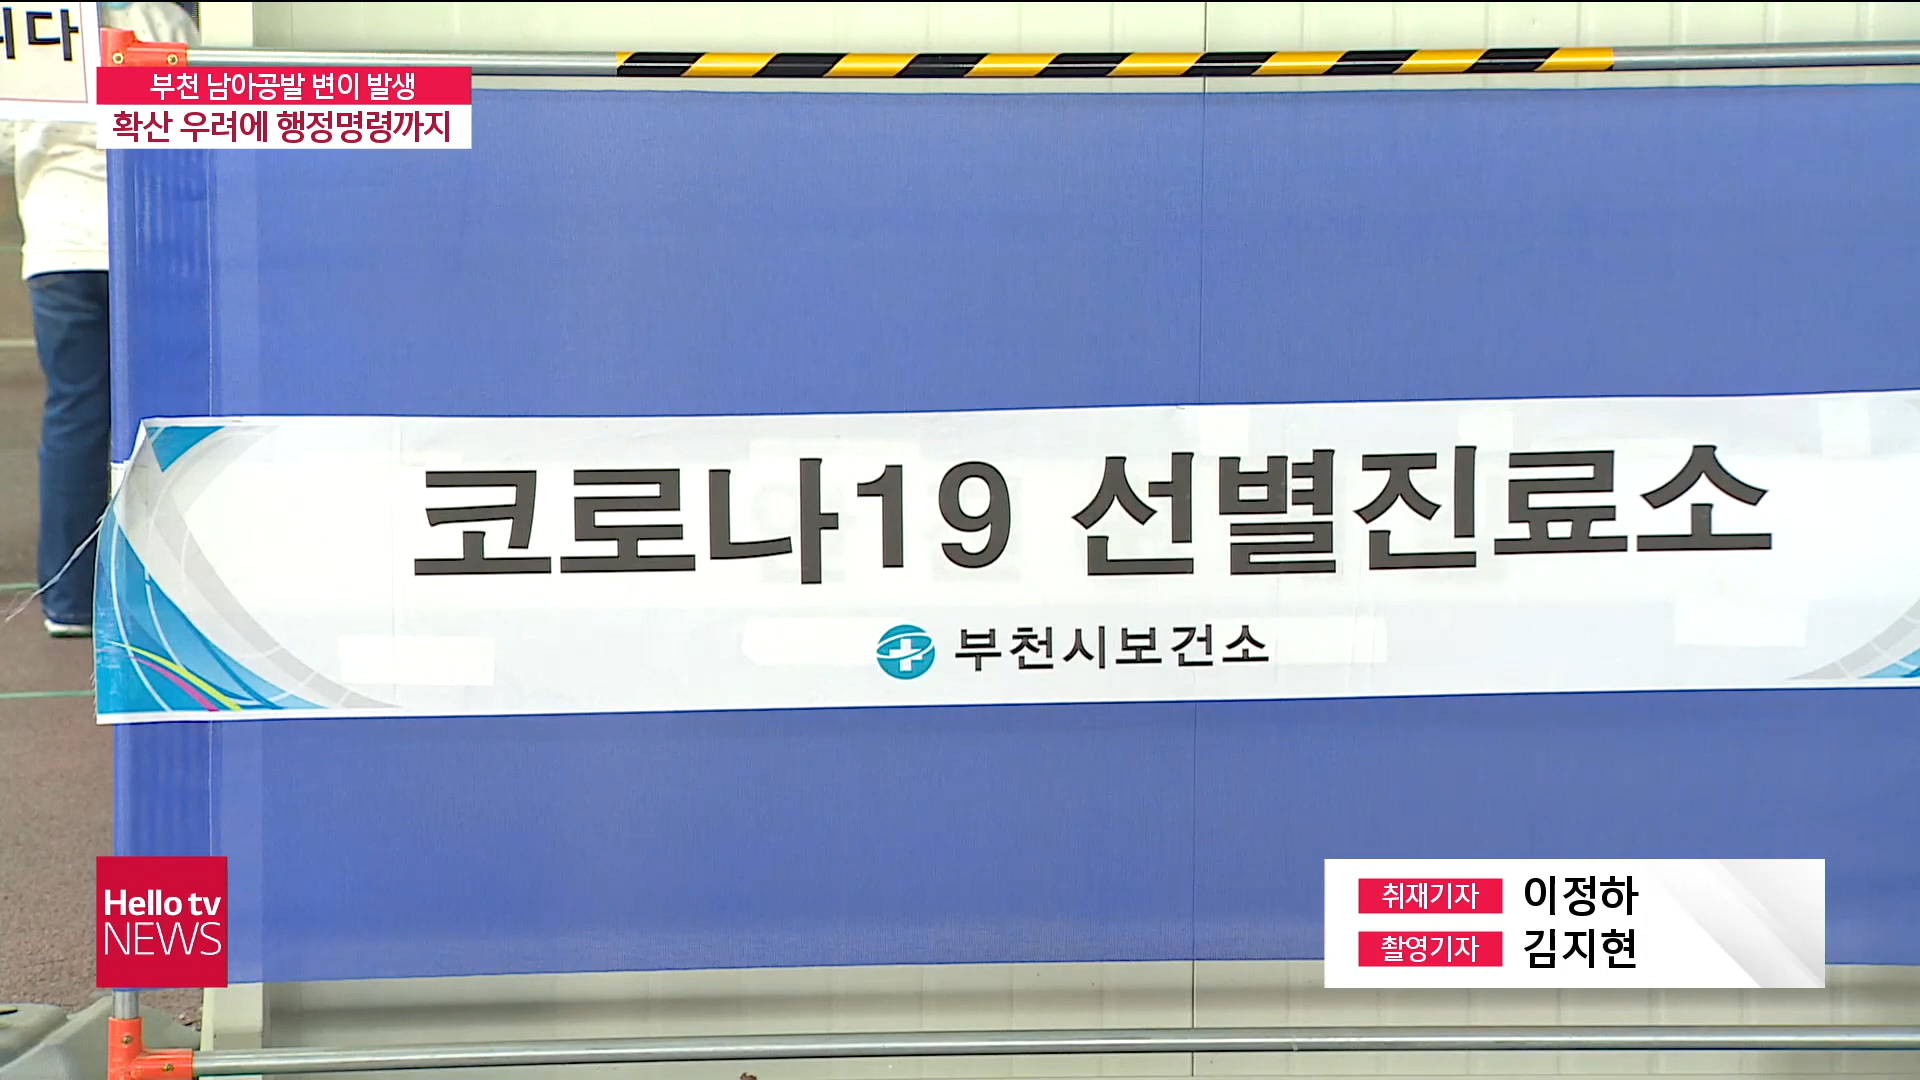 니다
부천 남아공발 변이 발생
확산 우려에 행정명령까지
코로나19 선별진료소
부천시보건소
Hello tv
NEWS
취재기자 이정하
촬영기자 김지현